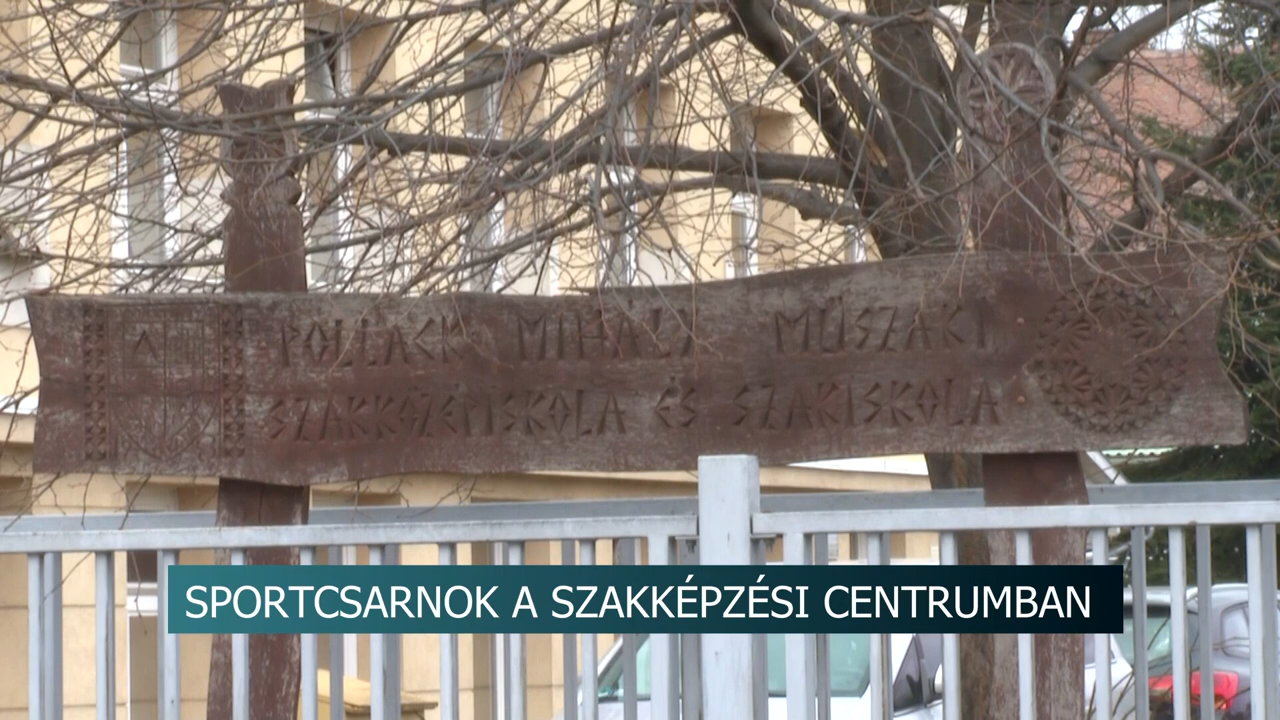 POLLACK MIHÁLY MŰSZAKI
SZAKKÖZÉPISKOLA ÉS SZAKISKOLA
SPORTCSARNOK A SZAKKÉPZÉSI CENTRUMBAN